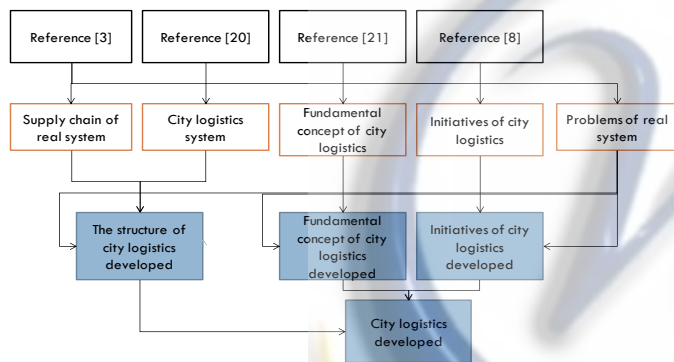 Reference [3]
Reference [20]
Reference [21]
Reference [8]
Supply chain of
real system
City logistics
system
Fundamental
concept of city
logistics
Initiatives of city
logistics
Problems of real
system
The structure of
city logistics
developed
Fundamental
concept of city
logistics
developed
Initiatives of city
logistics
developed
City logistics
developed